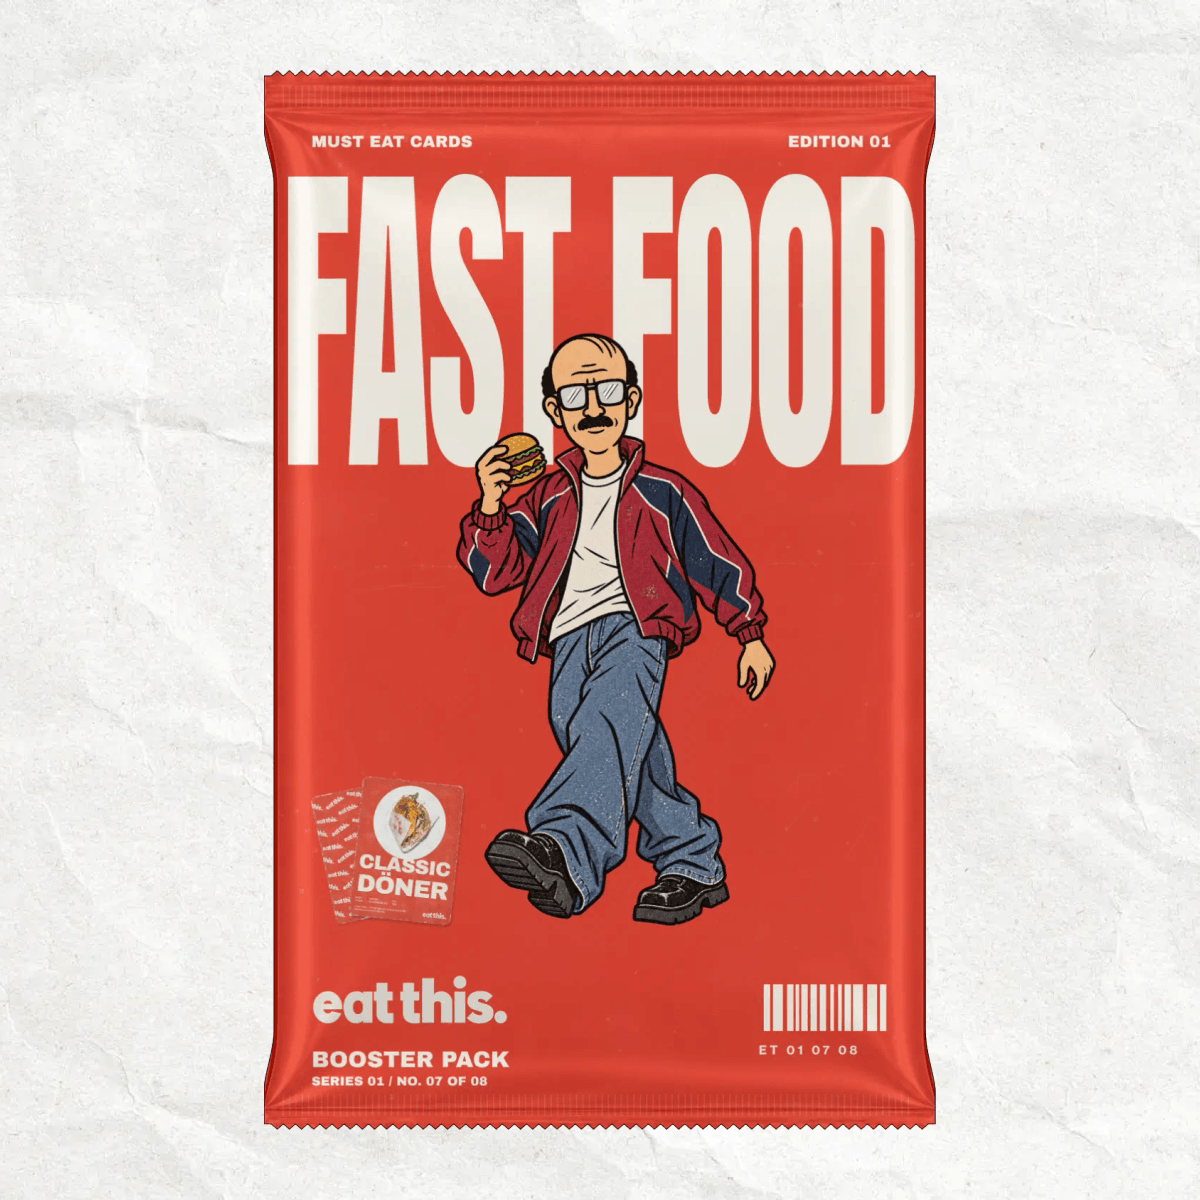 MUST EAT CARDS
EDITION 01
FAST FOOD
CLASSIC
DÖNER
eat this.
eat this.
BOOSTER PACK
SERIES 01 / NO. 07 OF 08
ET 01 07 08